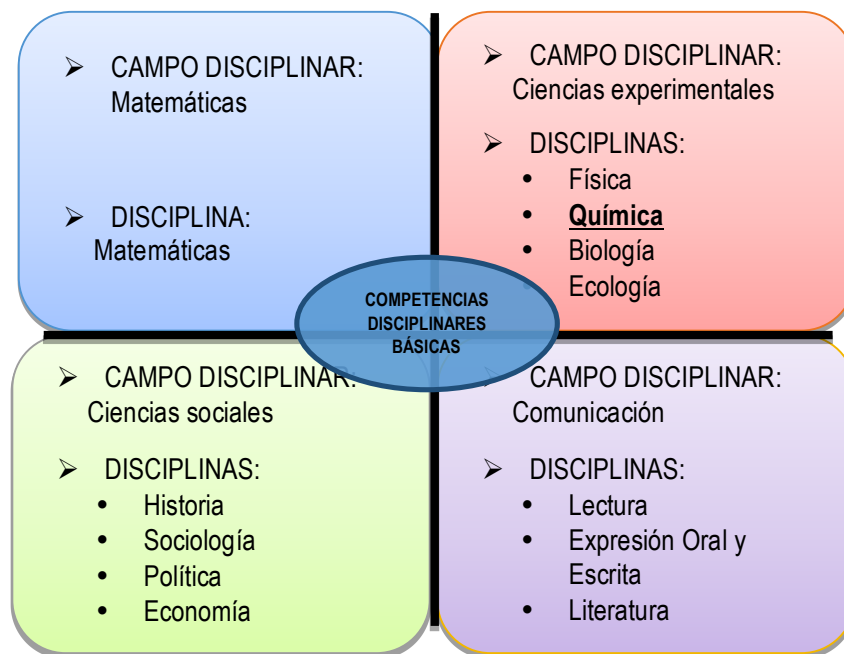 ➢ CAMPO DISCIPLINAR:
Matemáticas
➢ DISCIPLINA:
Matemáticas
➢ CAMPO DISCIPLINAR:
Ciencias experimentales
➢ DISCIPLINAS:
• Física
• Química
• Biología
• Ecología
COMPETENCIAS
DISCIPLINARES
BÁSICAS
➢ CAMPO DISCIPLINAR:
Ciencias sociales
➢ DISCIPLINAS:
• Historia
• Sociología
• Política
• Economía
➢ CAMPO DISCIPLINAR:
Comunicación
➢ DISCIPLINAS:
• Lectura
• Expresión Oral y
Escrita
• Literatura